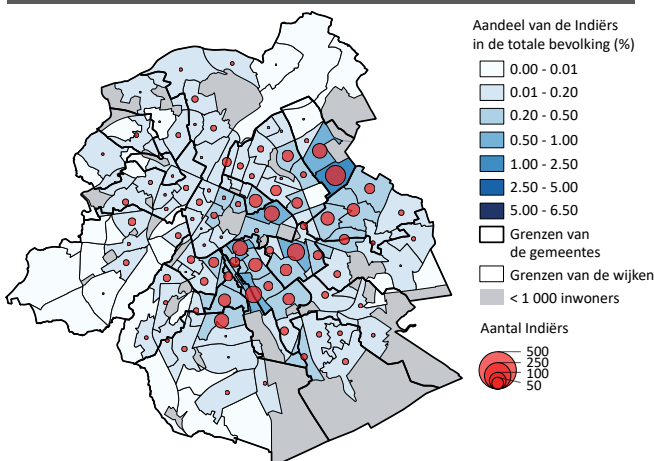 Aandeel van de Indiërs
in de totale bevolking (%)
0.00 - 0.01
0.01 - 0.20
0.20 - 0.50
0.50 - 1.00
1.00 - 2.50
2.50 - 5.00
5.00 - 6.50
Grenzen van
de gemeentes
Grenzen van de wijken
< 1 000 inwoners
Aantal Indiërs
500
250
100
50